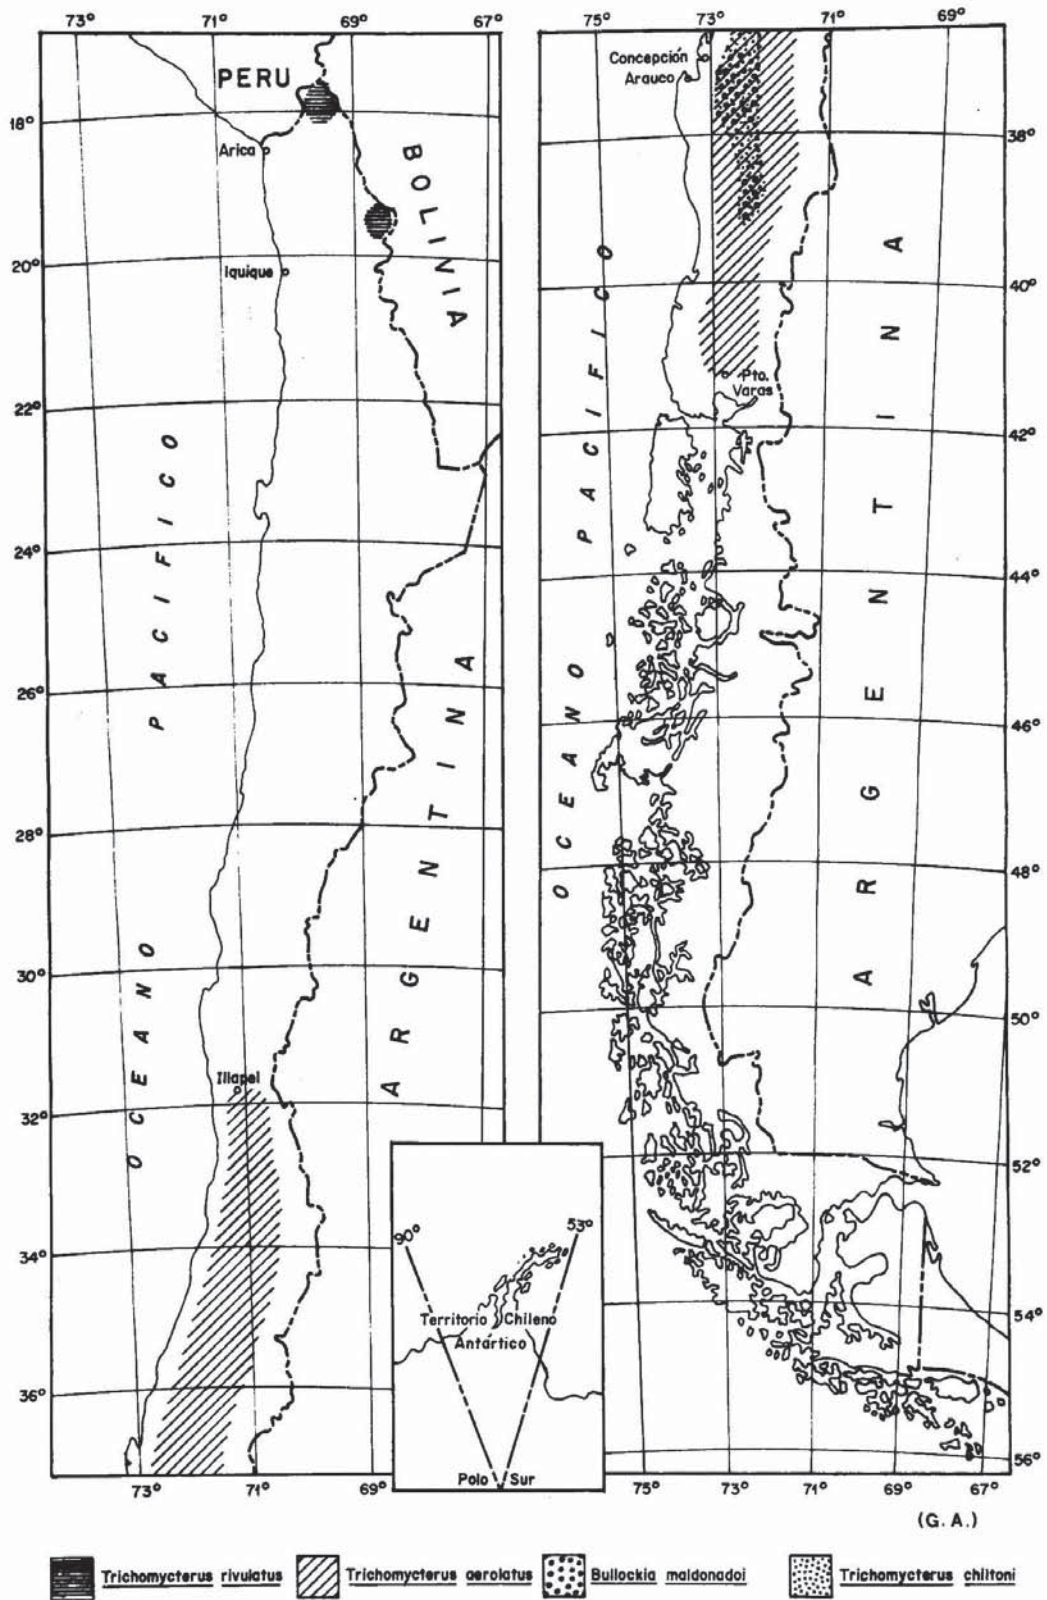 73° 71° 69° 67°
PERU
18°
Arica
BOLIVIA
Iquique
20°
22°
24°
26°
28°
30°
32°
34°
36°
OCEANO PACIFICO
ARGENTINA
Illapel
73° 71° 69°
90° 53°
Territorio Chileno
Antártico
Polo Sur
75° 73° 71° 69°
Concepción
Arauco
38°
40°
Pto.
Varas
42°
44°
46°
48°
50°
52°
54°
56°
OCEANO PACIFICO
ARGENTINA
75° 73° 71° 69° 67°
(G. A.)
Trichomycterus rivulatus Trichomycterus aerolatus Bullockia maldonadoi Trichomycterus chiltoni